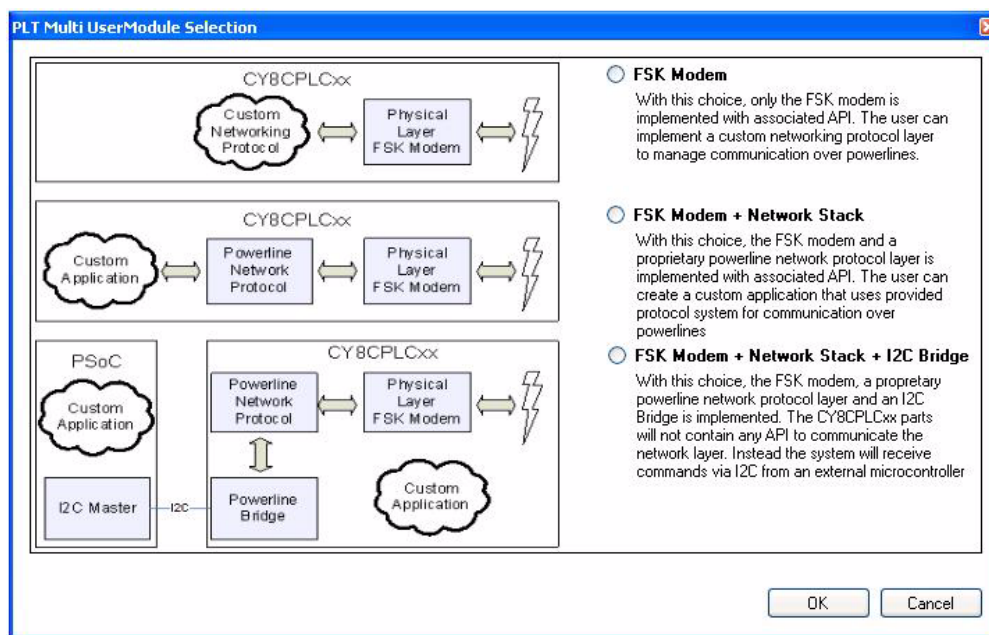 PLT Multi UserModule Selection
CY8CPLCxx
Custom
Networking
Protocol
Physical
Layer
FSK Modem
FSK Modem
With this choice, only the FSK modem is
implemented with associated API. The user can
implement a custom networking protocol layer
to manage communication over powerlines.
CY8CPLCxx
Custom
Application
Powerline
Network
Protocol
Physical
Layer
FSK Modem
FSK Modem + Network Stack
With this choice, the FSK modem and a
proprietary powerline network protocol layer is
implemented with associated API. The user can
create a custom application that uses provided
protocol system for communication over
powerlines
PSoC
Custom
Application
I2C Master
I2C
CY8CPLCxx
Powerline
Network
Protocol
Physical
Layer
FSK Modem
Powerline
Bridge
Custom
Application
FSK Modem + Network Stack + I2C Bridge
With this choice, the FSK modem, a propretary
powerline network protocol layer and an I2C
Bridge is implemented. The CY8CPLCxx parts
will not contain any API to communicate the
network layer. Instead the system will receive
commands via I2C from an external microcontroller
OK
Cancel